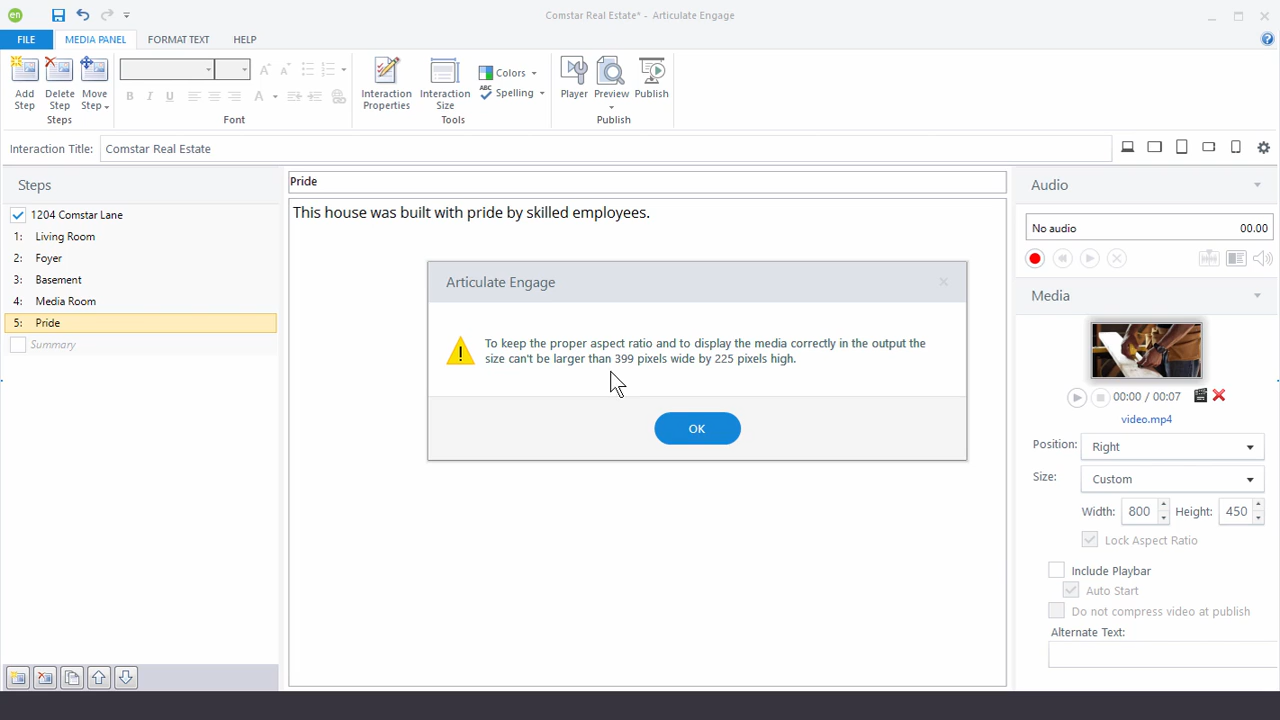 en
Comstar Real Estate* - Articulate Engage
FILE
MEDIA PANEL
FORMAT TEXT
HELP
Add
Step
Delete
Step
Move
Step
Steps
A
A
B
I
U
A
Font
Interaction
Properties
Interaction
Size
Colors
ABC
Spelling
Tools
Player
Preview
Publish
Publish
Interaction Title:
Comstar Real Estate
Steps
1204 Comstar Lane
1: Living Room
2: Foyer
3: Basement
4: Media Room
5: Pride
Summary
Pride
This house was built with pride by skilled employees.
Articulate Engage
To keep the proper aspect ratio and to display the media correctly in the output the
size can't be larger than 399 pixels wide by 225 pixels high.
OK
Audio
No audio 00.00
Media
00:00 / 00:07
video.mp4
Position: Right
Size: Custom
Width: 800 Height: 450
Lock Aspect Ratio
Include Playbar
Auto Start
Do not compress video at publish
Alternate Text: